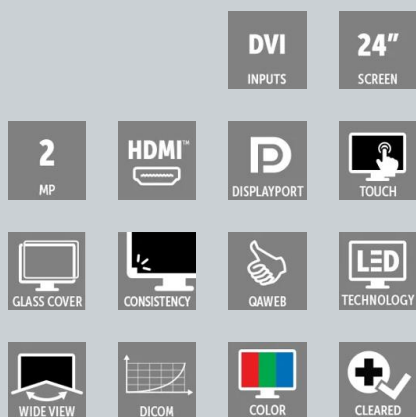 DVI
INPUTS
24"
SCREEN
2
MP
HDMI™
DISPLAYPORT
TOUCH
GLASS COVER
CONSISTENCY
QAWEB
LED
TECHNOLOGY
WIDE VIEW
DICOM
COLOR
CLEARED